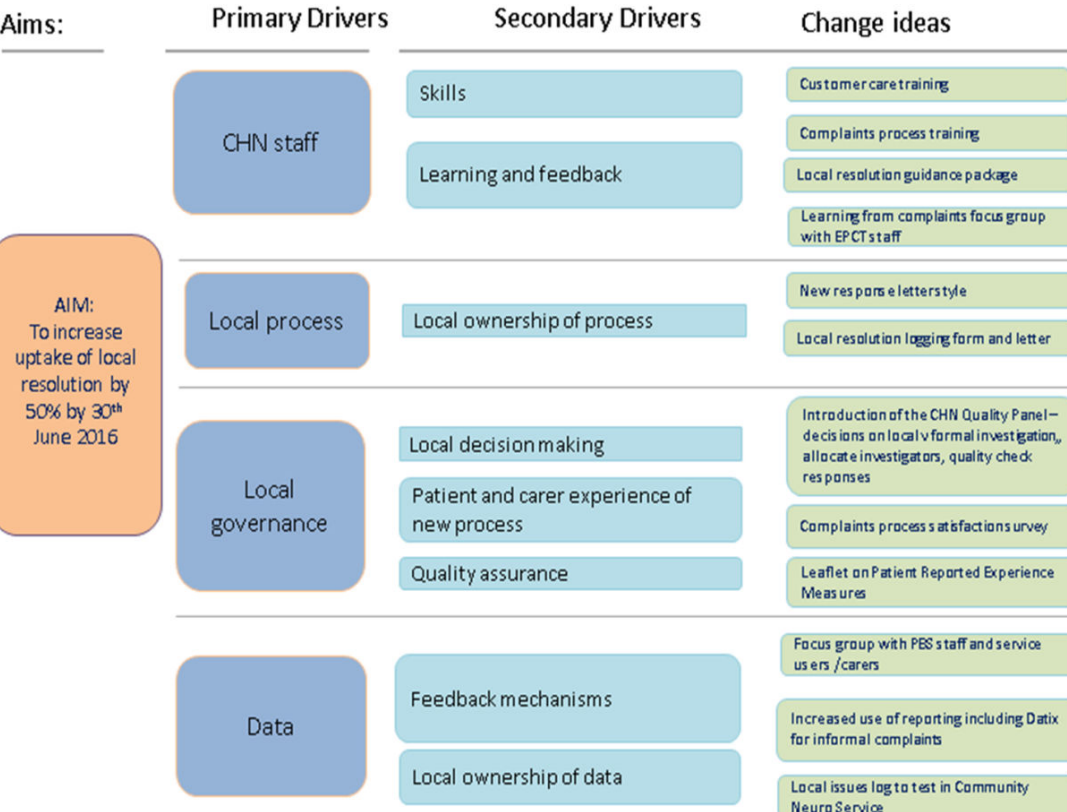 Aims:
Primary Drivers
Secondary Drivers
Change ideas
AIM:
To increase
uptake of local
resolution by
50% by 30th
June 2016
CHN staff
Skills
Learning and feedback
Customer care training
Complaints process training
Local resolution guidance package
Learning from complaints focus group
with EPCT staff
Local process
Local ownership of process
New response letter style
Local resolution logging form and letter
Local
governance
Local decision making
Patient and carer experience of
new process
Quality assurance
Introduction of the CHN Quality Panel –
decisions on local v formal investigation,,
allocate investigators, quality check
responses
Complaints process satisfaction survey
Leaflet on Patient Reported Experience
Measures
Data
Feedback mechanisms
Local ownership of data
Focus group with PBS staff and service
users /carers
Increased use of reporting including Datix
for informal complaints
Local issues log to test in Community
Neuro Service